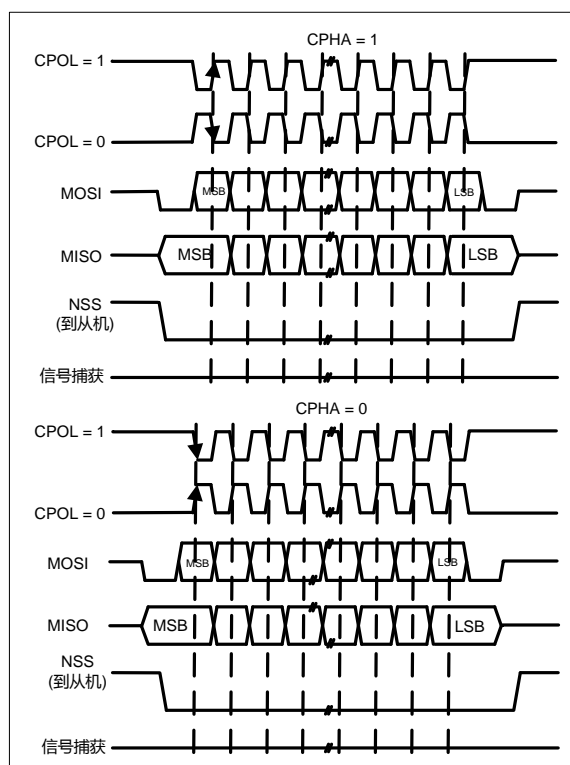 CPHA = 1
CPOL = 1
CPOL = 0
MOSI MSB LSB
MISO MSB LSB
NSS
(到从机)
信号捕获
CPHA = 0
CPOL = 1
CPOL = 0
MOSI MSB LSB
MISO MSB LSB
NSS
(到从机)
信号捕获